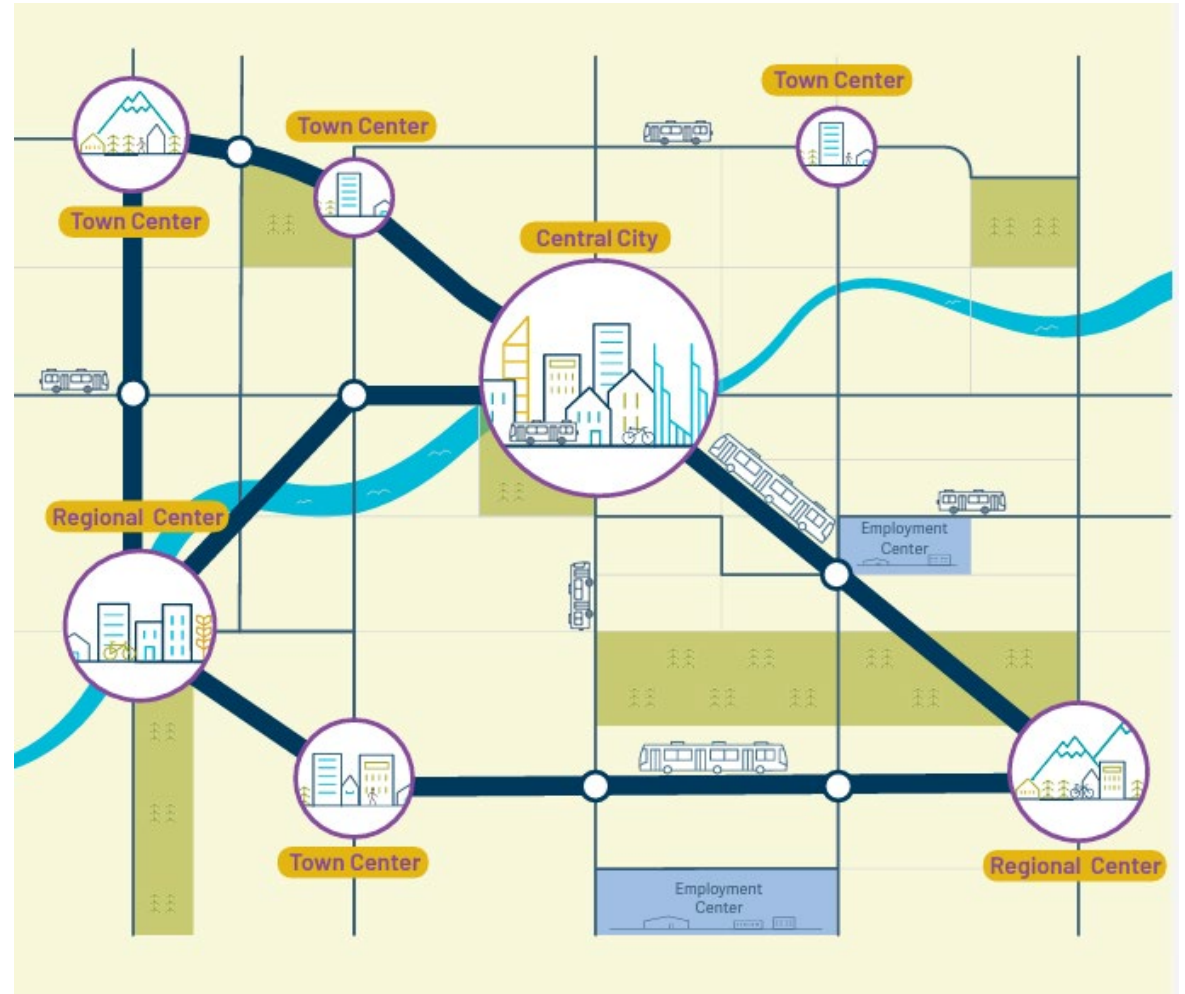 Town Center
Town Center
Town Center
Central City
Regional Center
Employment
Center
Town Center
Regional Center
Employment
Center